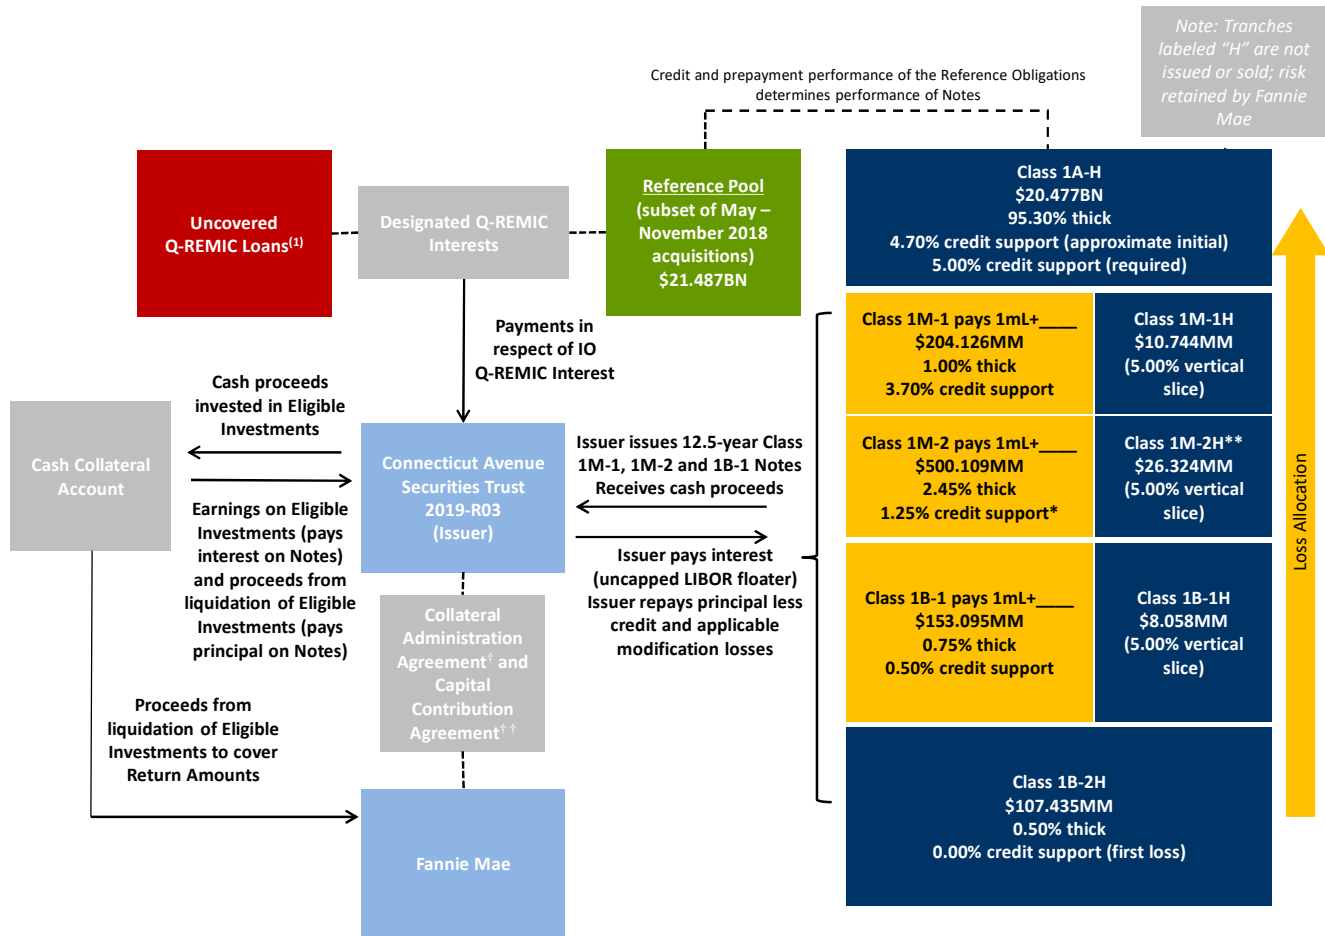 Note: Tranches
labeled “H” are not
issued or sold; risk
retained by Fannie
Mae
Credit and prepayment performance of the Reference Obligations
determines performance of Notes
Uncovered
Q-REMIC Loans(1)
Designated Q-REMIC
Interests
Reference Pool
(subset of May –
November 2018
acquisitions)
$21.487BN
Class 1A-H
$20.477BN
95.30% thick
4.70% credit support (approximate initial)
5.00% credit support (required)
Payments in
respect of IO
Q-REMIC Interest
Class 1M-1 pays 1mL+____
$204.126MM
1.00% thick
3.70% credit support
Class 1M-1H
$10.744MM
(5.00% vertical
slice)
Cash proceeds
invested in Eligible
Investments
Cash Collateral
Account
Connecticut Avenue
Securities Trust
2019-R03
(Issuer)
Issuer issues 12.5-year Class
1M-1, 1M-2 and 1B-1 Notes
Receives cash proceeds
Class 1M-2 pays 1mL+____
$500.109MM
2.45% thick
1.25% credit support*
Class 1M-2H**
$26.324MM
(5.00% vertical
slice)
Loss Allocation
Earnings on Eligible
Investments (pays
interest on Notes)
and proceeds from
liquidation of Eligible
Investments (pays
principal on Notes)
Issuer pays interest
(uncapped LIBOR floater)
Issuer repays principal less
credit and applicable
modification losses
Class 1B-1 pays 1mL+____
$153.095MM
0.75% thick
0.50% credit support
Class 1B-1H
$8.058MM
(5.00% vertical
slice)
Collateral
Administration
Agreement† and
Capital
Contribution
Agreement† †
Proceeds from
liquidation of Eligible
Investments to cover
Return Amounts
Class 1B-2H
$107.435MM
0.50% thick
0.00% credit support (first loss)
Fannie Mae